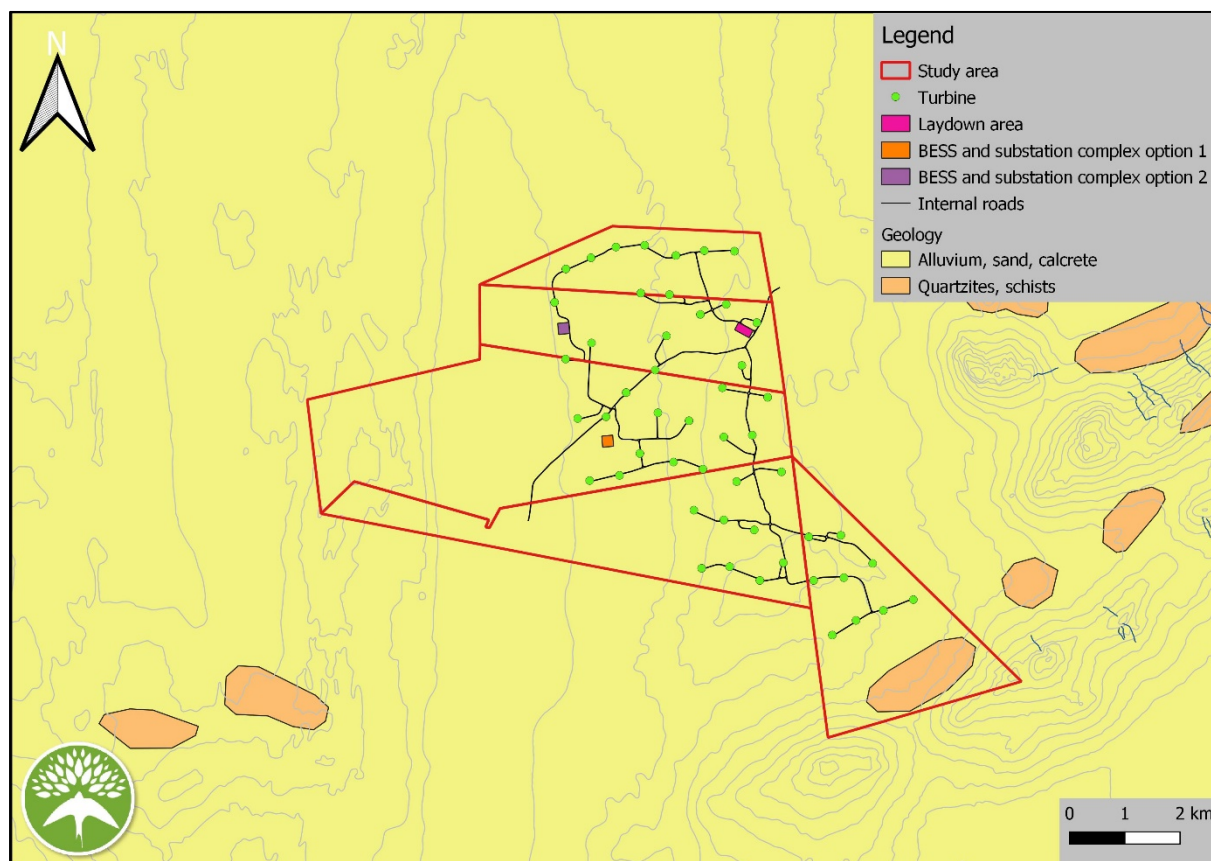 N
Legend
Study area
Turbine
Laydown area
BESS and substation complex option 1
BESS and substation complex option 2
Internal roads
Geology
Alluvium, sand, calcrete
Quartzites, schists
0 1 2 km